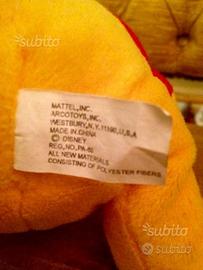 subito
MATTEL, INC.
ARCOTOYS, INC.
WESTBURY, N.Y. 11590, U.S.A
MADE IN CHINA
© DISNEY
REG. NO. PA-60
ALL NEW MATERIALS
CONSISTING OF POLYESTER FIBERS
subito
subito